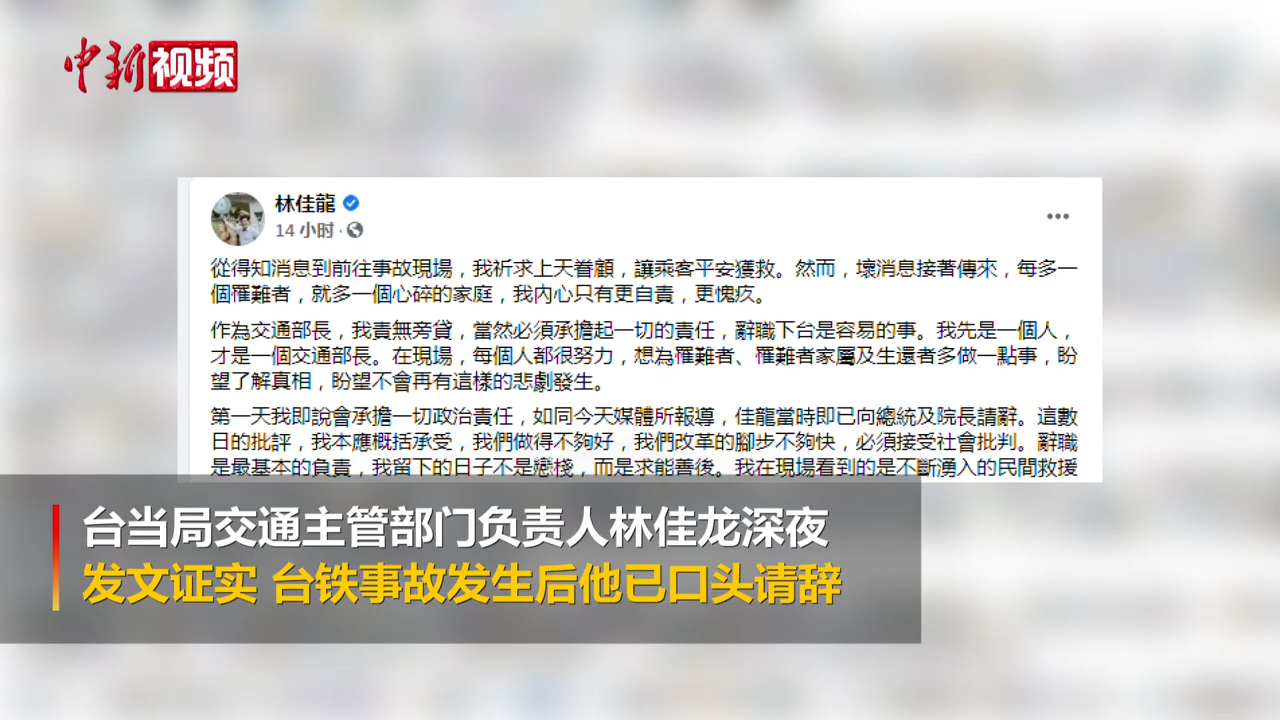 中新视频
林佳龍
14 小时
從得知消息到前往事故現場，我祈求上天眷顧，讓乘客平安獲救。然而，壞消息接著傳來，每多一
個罹難者，就多一個心碎的家庭，我內心只有更自責，更愧疚。
作為交通部長，我責無旁貸，當然必須承擔起一切的責任，辭職下台是容易的事。我先是一個人，
才是一個交通部長。在現場，每個人都很努力，想為罹難者、罹難者家屬及生還者多做一點事，盼
望了解真相，盼望不會再有這樣的悲劇發生。
第一天我即說會承擔一切政治責任，如同今天媒體所報導，佳龍當時即已向總統及院長請辭。這數
日的批評，我本應概括承受，我們做得不夠好，我們改革的腳步不夠快，必須接受社會批判。辭職
是最基本的負責，我留下的日子不是戀棧，而是求能善後。我在現場看到的是不斷湧入的民間救援
台当局交通主管部门负责人林佳龙深夜
发文证实 台铁事故发生后他已口头请辞